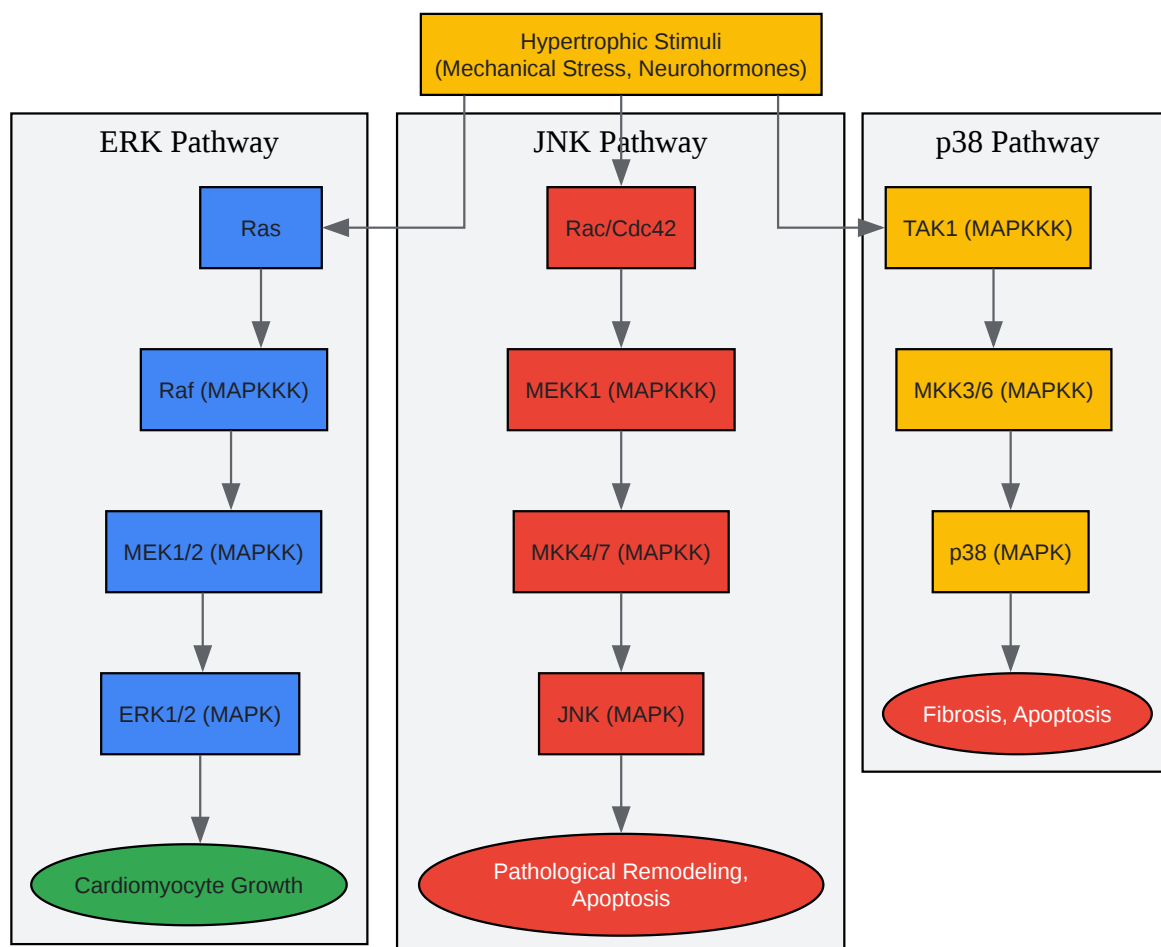 Hypertrophic Stimuli
(Mechanical Stress, Neurohormones)
ERK Pathway
Ras
Raf (MAPKKK)
MEK1/2 (MAPKK)
ERK1/2 (MAPK)
Cardiomyocyte Growth
JNK Pathway
Rac/Cdc42
MEKK1 (MAPKKK)
MKK4/7 (MAPKK)
JNK (MAPK)
Pathological Remodeling,
Apoptosis
p38 Pathway
TAK1 (MAPKKK)
MKK3/6 (MAPKK)
p38 (MAPK)
Fibrosis, Apoptosis